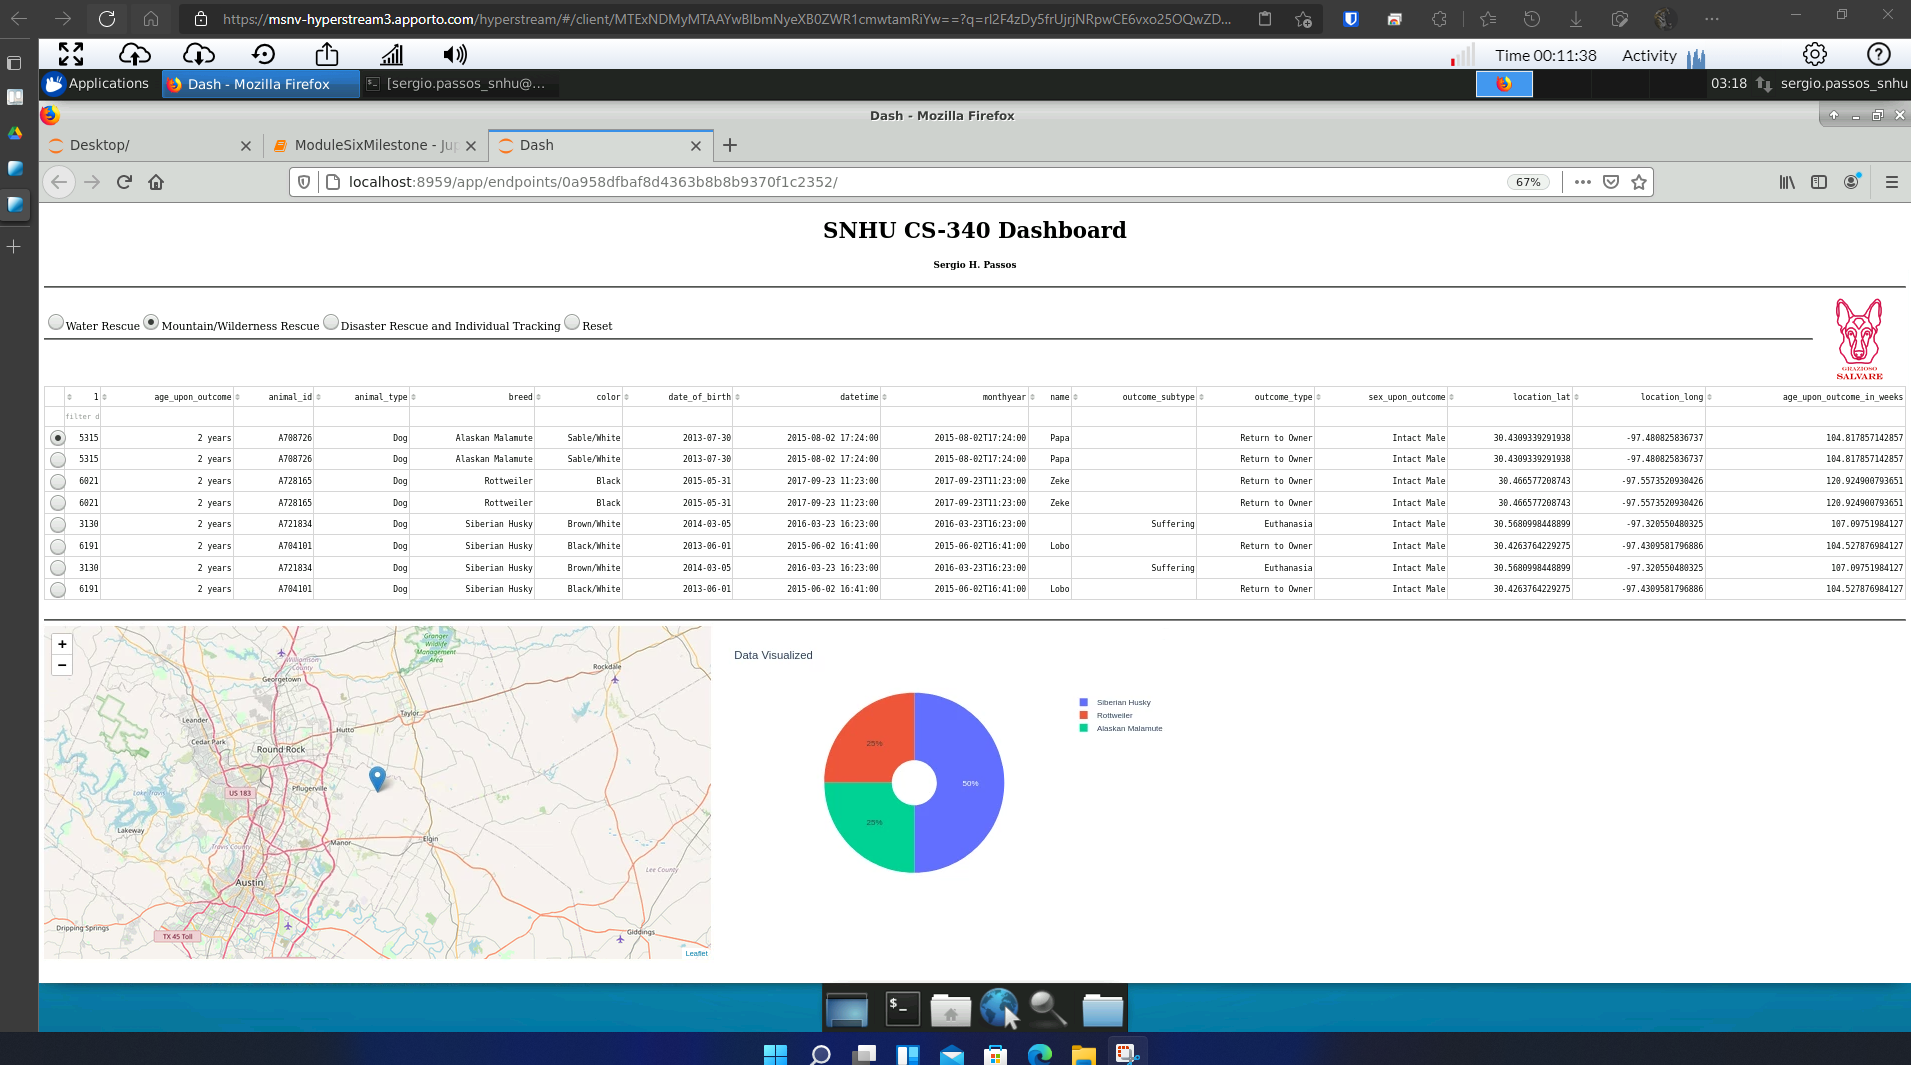 https://msnv-hyperstream3.apporto.com/hyperstream/#/client/
Time 00:11:38 Activity
Applications Dash - Mozilla Firefox [sergio.passos_snhu@... 03:18 sergio.passos_snhu
Dash - Mozilla Firefox
Desktop/ ModuleSixMilestone - Jup Dash
localhost:8959/app/endpoints/0a958dfbaf8d4363b8b8b9370f1c2352/ 67%
SNHU CS-340 Dashboard
Sergio H. Passos
Water Rescue Mountain/Wilderness Rescue Disaster Rescue and Individual Tracking Reset
GRAZIOSO
SALVARE
1 age_upon_outcome animal_id animal_type breed color date_of_birth datetime monthyear name outcome_subtype outcome_type sex_upon_outcome location_lat location_long age_upon_outcome_in_weeks
filter d
5315 2 years A708726 Dog Alaskan Malamute Sable/White 2013-07-30 2015-08-02 17:24:00 2015-08-02T17:24:00 Papa Return to Owner Intact Male 30.4309339291938 -97.480825836737 104.817857142857
5315 2 years A708726 Dog Alaskan Malamute Sable/White 2013-07-30 2015-08-02 17:24:00 2015-08-02T17:24:00 Papa Return to Owner Intact Male 30.4309339291938 -97.480825836737 104.817857142857
6021 2 years A728165 Dog Rottweiler Black 2015-05-31 2017-09-23 11:23:00 2017-09-23T11:23:00 Zeke Return to Owner Intact Male 30.466577208743 -97.5573520930426 120.924900793651
6021 2 years A728165 Dog Rottweiler Black 2015-05-31 2017-09-23 11:23:00 2017-09-23T11:23:00 Zeke Return to Owner Intact Male 30.466577208743 -97.5573520930426 120.924900793651
3130 2 years A721834 Dog Siberian Husky Brown/White 2014-03-05 2016-03-23 16:23:00 2016-03-23T16:23:00 Suffering Euthanasia Intact Male 30.5680998448899 -97.320550480325 107.09751984127
6191 2 years A704101 Dog Siberian Husky Black/White 2013-06-01 2015-06-02 16:41:00 2015-06-02T16:41:00 Lobo Return to Owner Intact Male 30.4263764229275 -97.4309581796886 104.527876984127
3130 2 years A721834 Dog Siberian Husky Brown/White 2014-03-05 2016-03-23 16:23:00 2016-03-23T16:23:00 Suffering Euthanasia Intact Male 30.5680998448899 -97.320550480325 107.09751984127
6191 2 years A704101 Dog Siberian Husky Black/White 2013-06-01 2015-06-02 16:41:00 2015-06-02T16:41:00 Lobo Return to Owner Intact Male 30.4263764229275 -97.4309581796886 104.527876984127
+
−
Granger
Wildlife
Management
Area
Williamson
County
Rockdale
Georgetown
Taylor
Leander
Hutto
Cedar Park
Round Rock
Pflugerville
US 183
Lake Travis
Lakeway
Elgin
Manor
Travis County
Lee County
Austin
Dripping Springs
TX 45 Toll
Giddings
Leaflet
Data Visualized
Siberian Husky
Rottweiler
Alaskan Malamute
25%
50%
25%